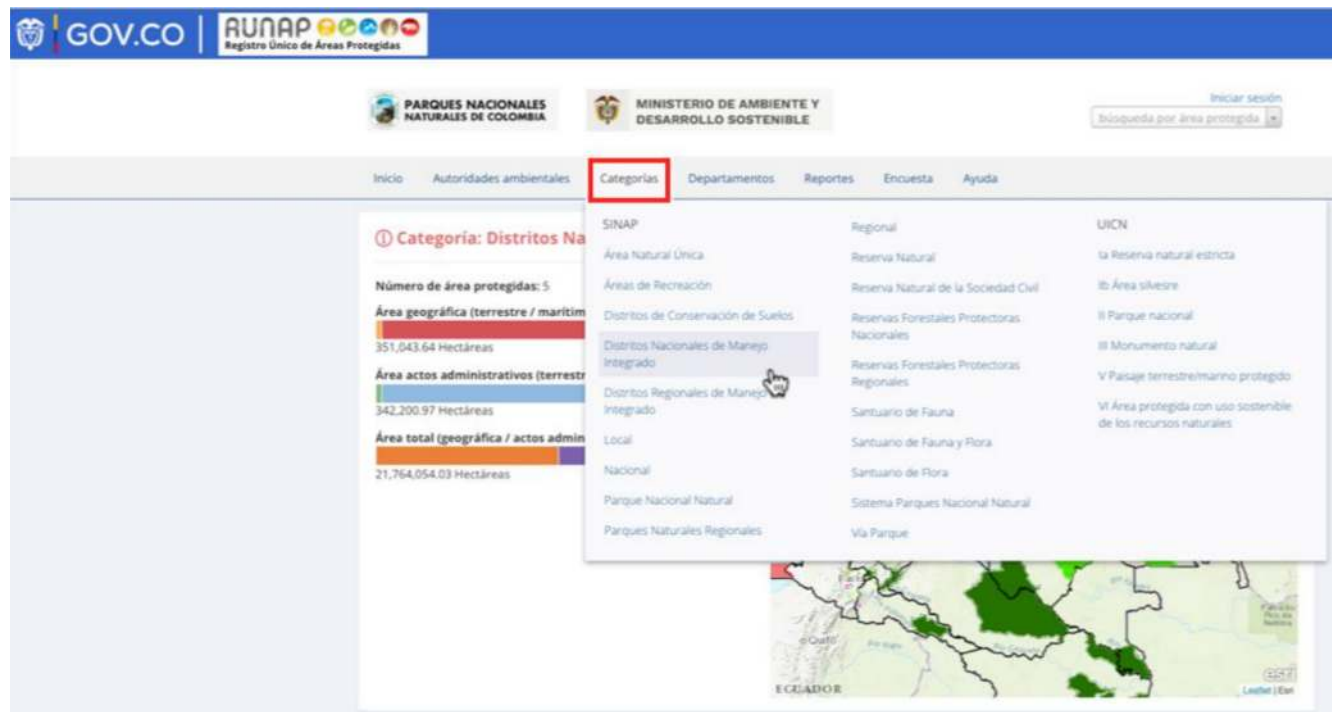 GOV.CO
RUNAP
Registro Único de Áreas Protegidas
PARQUES NACIONALES
NATURALES DE COLOMBIA
MINISTERIO DE AMBIENTE Y
DESARROLLO SOSTENIBLE
Iniciar sesión
búsqueda por área protegida
Inicio Autoridades ambientales Categorías Departamentos Reportes Encuesta Ayuda
Categoría: Distritos Na
Número de área protegidas: 5
Área geográfica (terrestre / marítim
351,043.64 Hectáreas
Área actos administrativos (terrestr
342,200.97 Hectáreas
Área total (geográfica / actos admin
21,764,054.03 Hectáreas
SINAP
Área Natural Única
Áreas de Recreación
Distritos de Conservación de Suelos
Distritos Nacionales de Manejo
Integrado
Distritos Regionales de Manejo
Integrado
Local
Nacional
Parque Nacional Natural
Parques Naturales Regionales
Regional
Reserva Natural
Reserva Natural de la Sociedad Civil
Reservas Forestales Protectoras
Nacionales
Reservas Forestales Protectoras
Regionales
Santuario de Fauna
Santuario de Fauna y Flora
Santuario de Flora
Sistema Parques Nacional Natural
Vía Parque
UICN
Ia Reserva natural estricta
Ib Área silvesre
II Parque nacional
III Monumento natural
V Paisaje terrestre/marino protegido
VI Área protegida con uso sostenible
de los recursos naturales
Quito
ECUADOR
esri
Leaflet | Esri